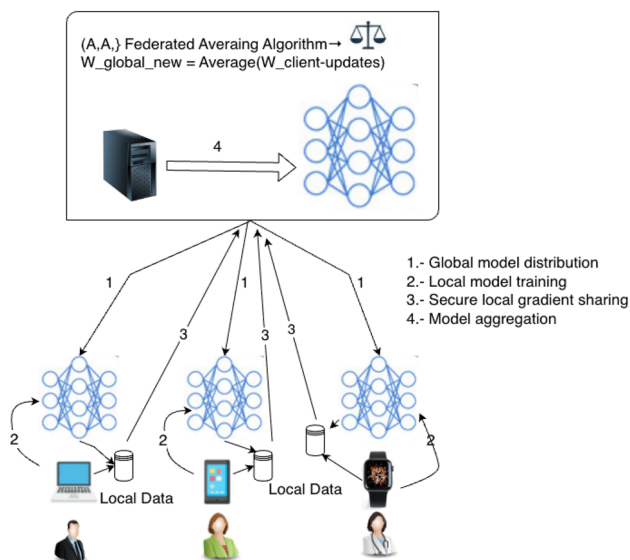 (A,A,} Federated Averaing Algorithm→
W_global_new = Average(W_client-updates)
4
1.- Global model distribution
2.- Local model training
3.- Secure local gradient sharing
4.- Model aggregation
1
1
1
3
3
3
2
2
2
Local Data
Local Data